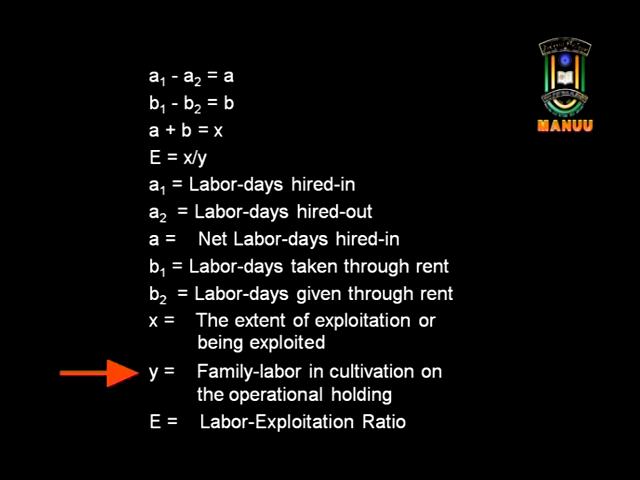 a₁ - a₂ = a
b₁ - b₂ = b
a + b = x
E = x/y
a₁ = Labor-days hired-in
a₂ = Labor-days hired-out
a = Net Labor-days hired-in
b₁ = Labor-days taken through rent
b₂ = Labor-days given through rent
x = The extent of exploitation or
being exploited
y = Family-labor in cultivation on
the operational holding
E = Labor-Exploitation Ratio
MANUU